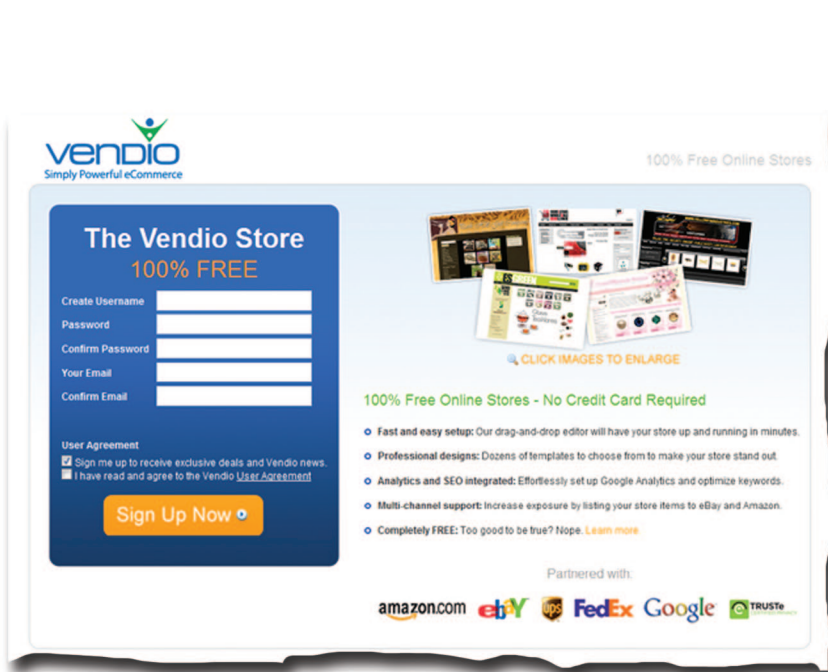 vendio
Simply Powerful eCommerce
100% Free Online Stores
The Vendio Store
100% FREE
Create Username
Password
Confirm Password
Your Email
Confirm Email
User Agreement
Sign me up to receive exclusive deals and Vendio news.
I have read and agree to the Vendio User Agreement
Sign Up Now
CLICK IMAGES TO ENLARGE
100% Free Online Stores - No Credit Card Required
Fast and easy setup: Our drag-and-drop editor will have your store up and running in minutes.
Professional designs: Dozens of templates to choose from to make your store stand out.
Analytics and SEO integrated: Effortlessly set up Google Analytics and optimize keywords.
Multi-channel support: Increase exposure by listing your store items to eBay and Amazon.
Completely FREE: Too good to be true? Nope. Learn more
Partnered with:
amazon.com ebY ups FedEx Google TRUSTe